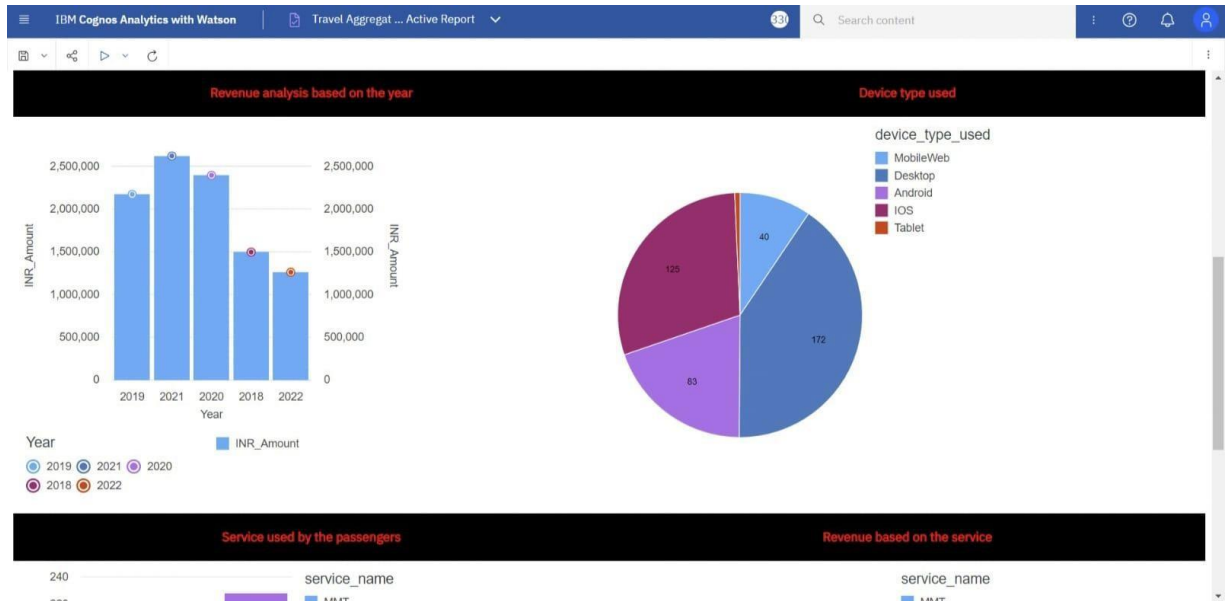 IBM Cognos Analytics with Watson
Travel Aggregat ... Active Report
Search content
Revenue analysis based on the year
Device type used
2,500,000
2,000,000
1,500,000
1,000,000
500,000
0
INR_Amount
2,500,000
2,000,000
1,500,000
1,000,000
500,000
0
INR_Amount
2019 2021 2020 2018 2022
Year
Year
2019 2021 2020
2018 2022
INR_Amount
device_type_used
MobileWeb
Desktop
Android
IOS
Tablet
40
125
172
83
Service used by the passengers
Revenue based on the service
240
service_name
service_name